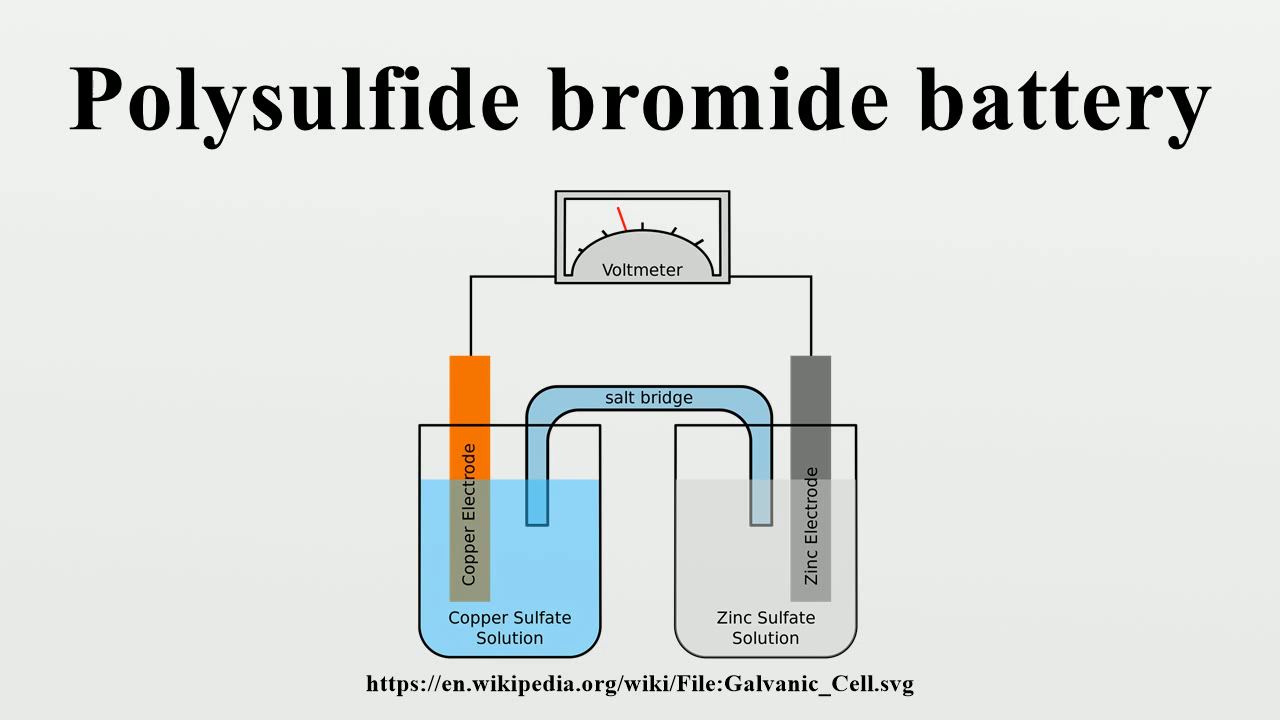 Polysulfide bromide battery
Voltmeter
salt bridge
Copper Electrode
Zinc Electrode
Copper Sulfate
Solution
Zinc Sulfate
Solution
https://en.wikipedia.org/wiki/File:Galvanic_Cell.svg